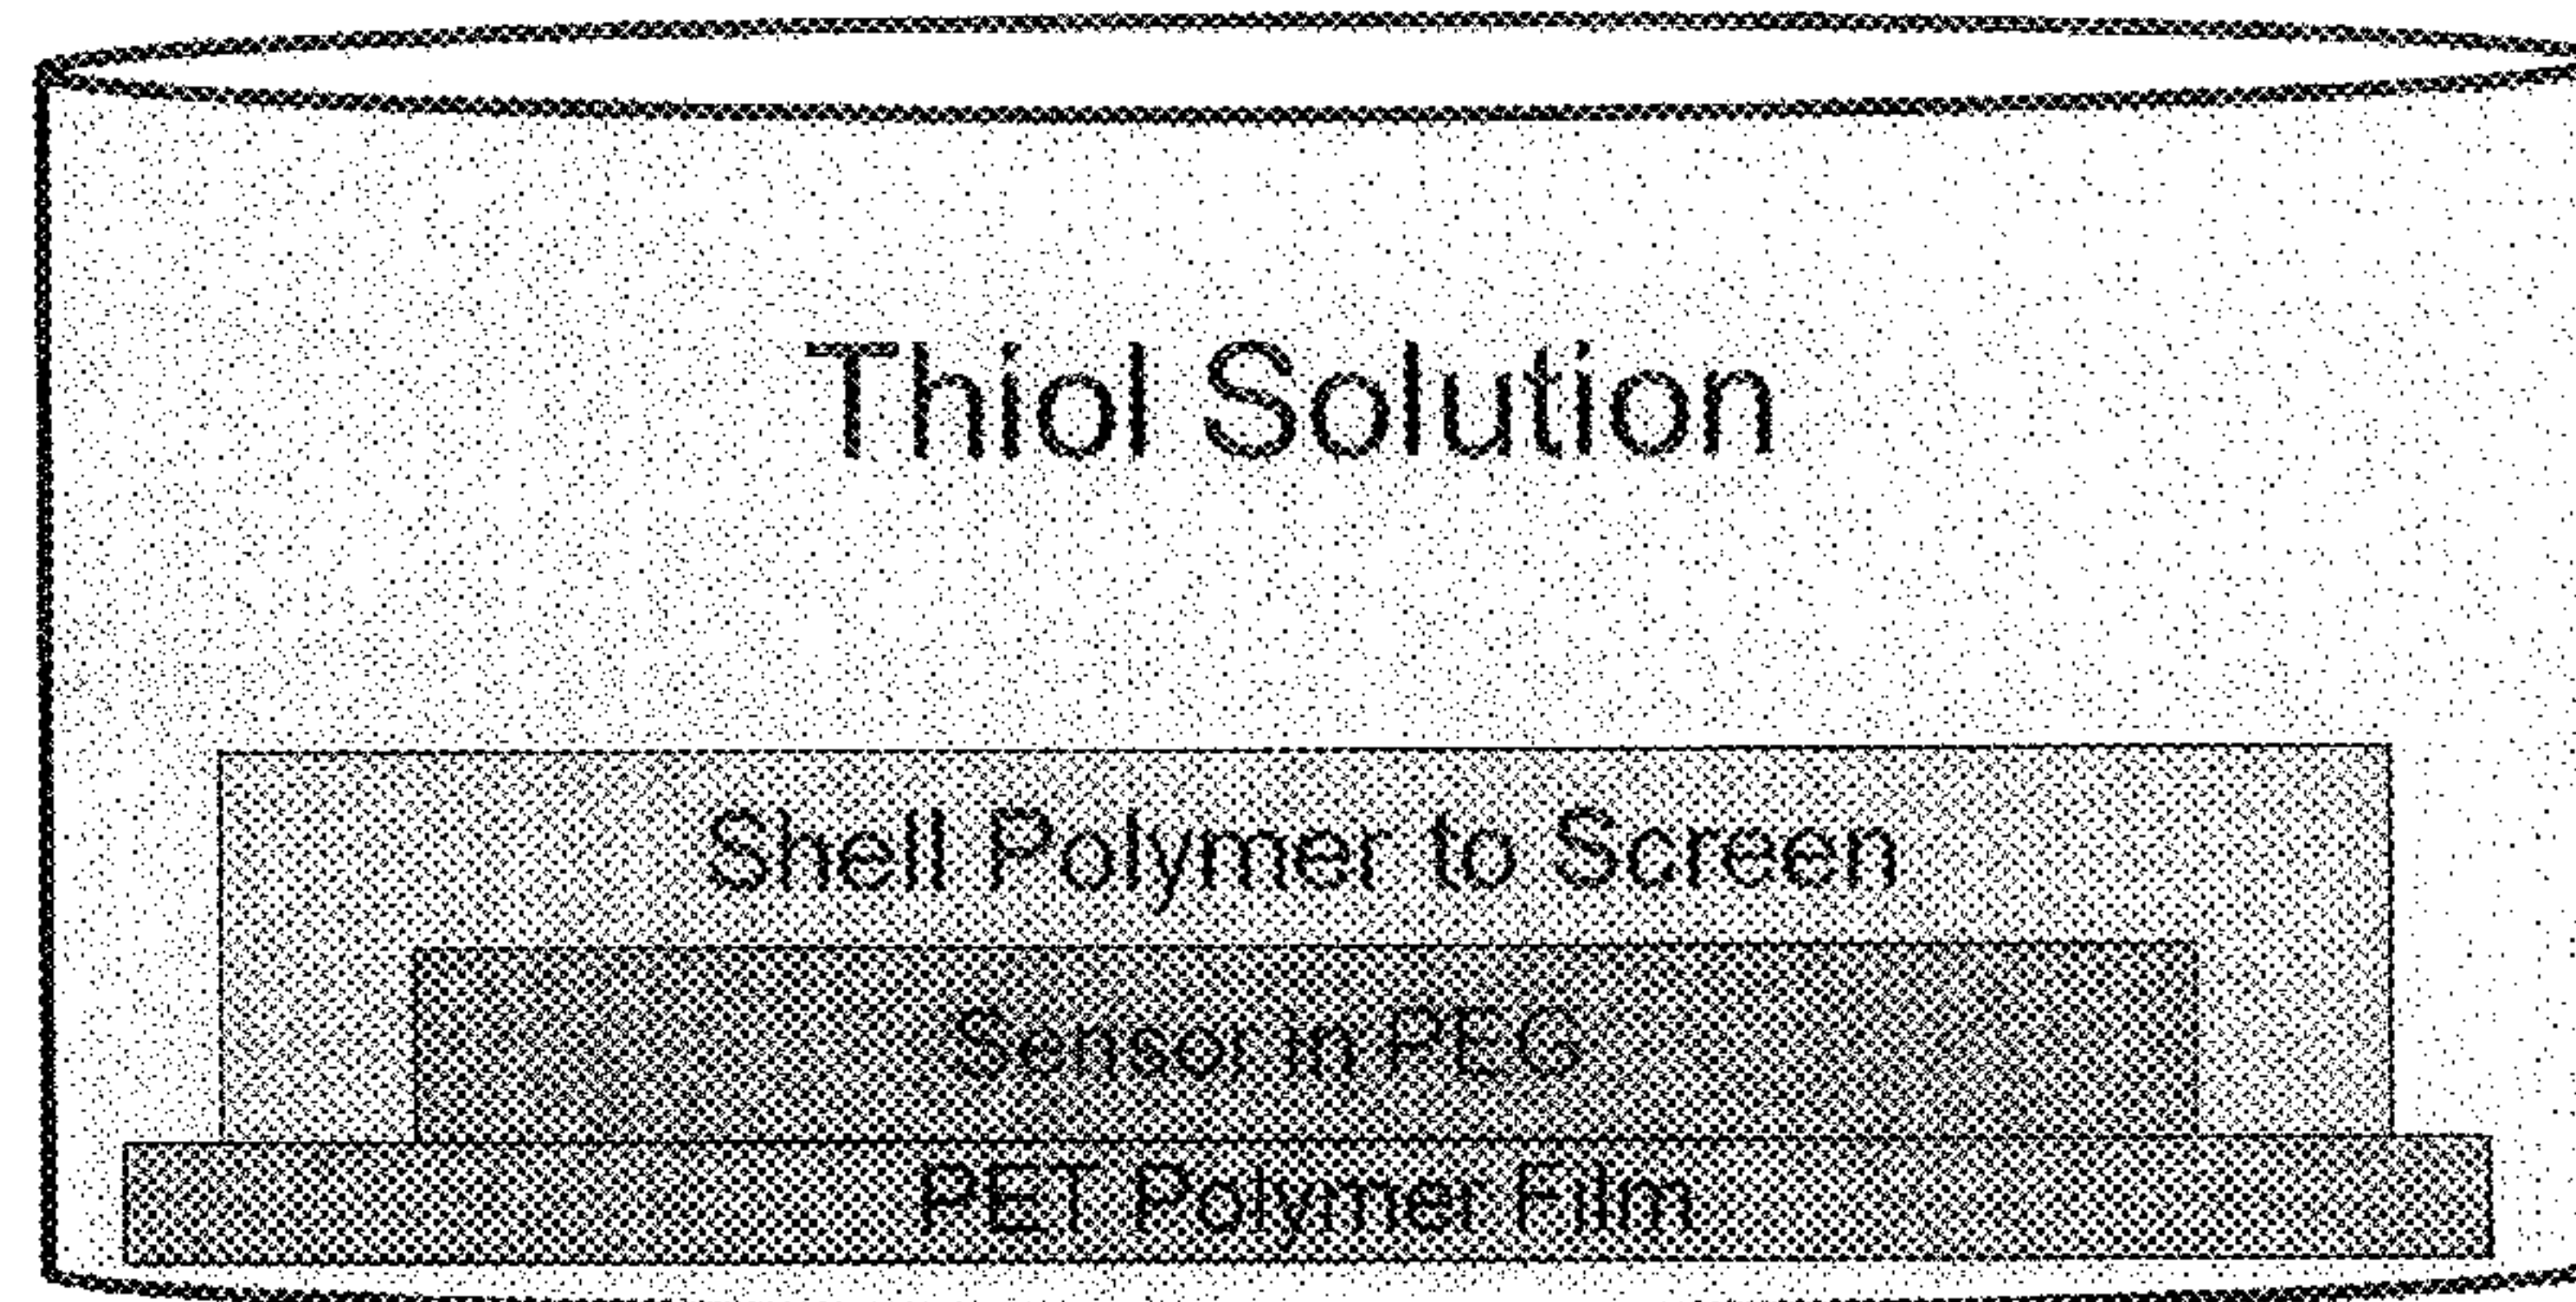 Thiol Solution
Shell Polymer to Screen
Sensor in PEG
PET Polymer Film